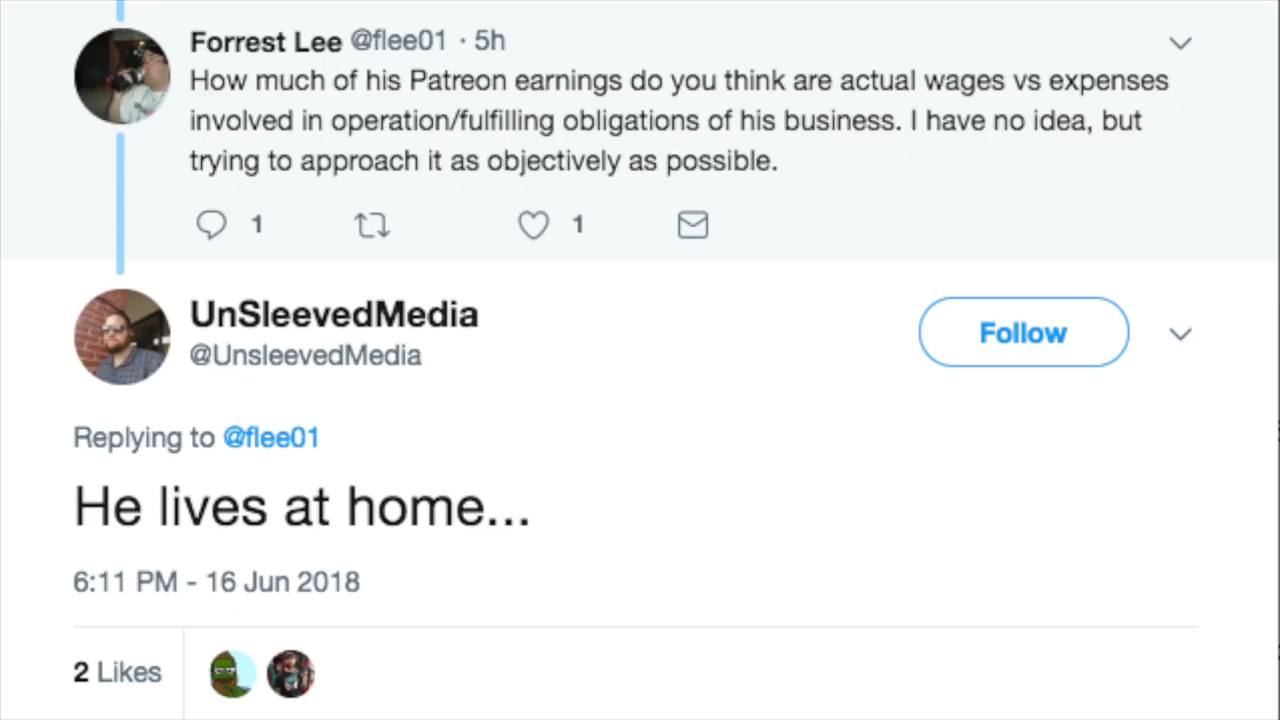 Forrest Lee @flee01 · 5h
How much of his Patreon earnings do you think are actual wages vs expenses
involved in operation/fulfilling obligations of his business. I have no idea, but
trying to approach it as objectively as possible.
1 1
UnSleevedMedia
Follow
@UnsleevedMedia
Replying to @flee01
He lives at home...
6:11 PM - 16 Jun 2018
2 Likes